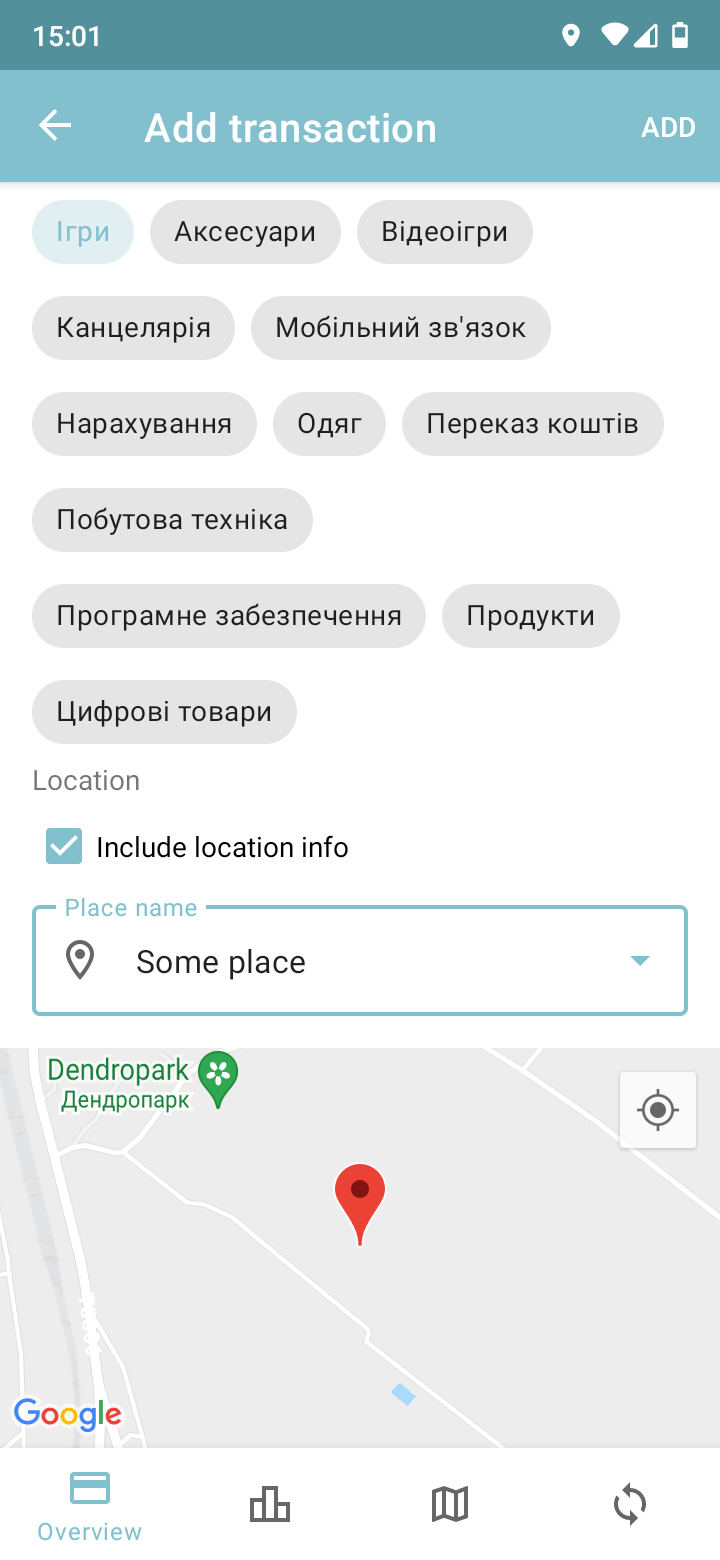 15:01
Add transaction ADD
Ігри Аксесуари Відеоігри
Канцелярія Мобільний зв'язок
Нарахування Одяг Переказ коштів
Побутова техніка
Програмне забезпечення Продукти
Цифрові товари
Location
Include location info
Place name
Some place
Dendropark
Дендропарк
Google
Overview